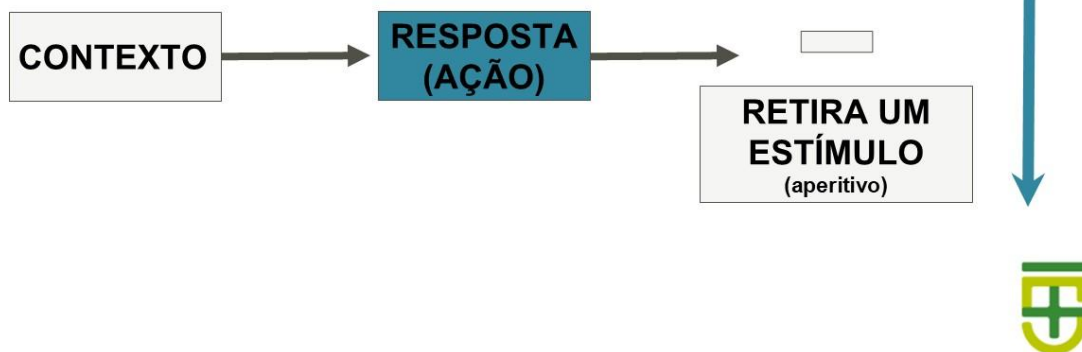 CONTEXTO
RESPOSTA
(AÇÃO)
RETIRA UM
ESTÍMULO
(aperitivo)